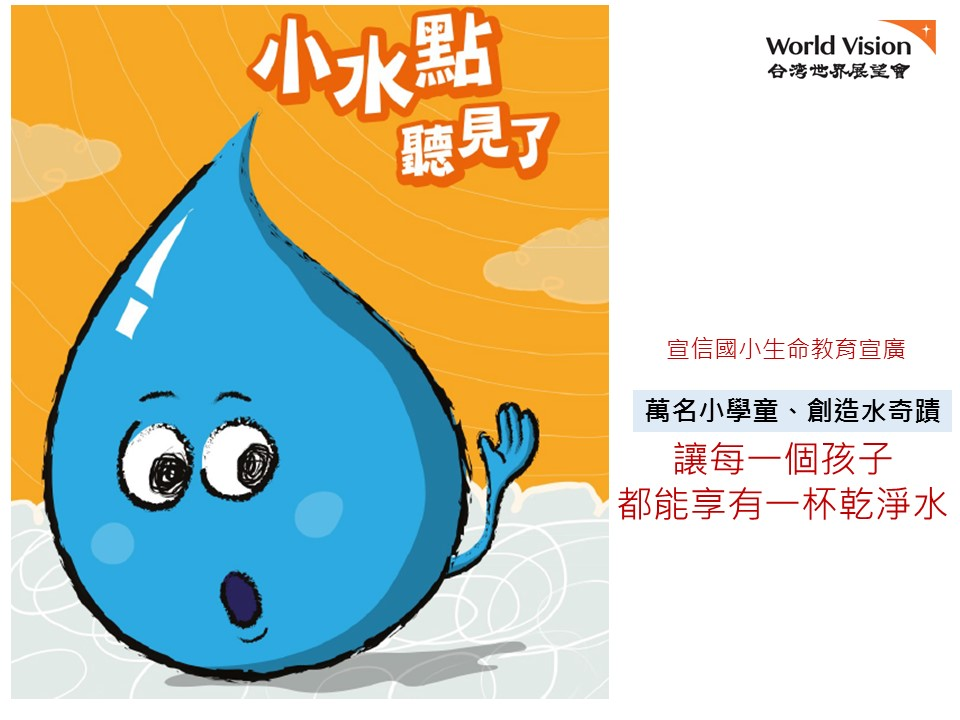 小水點
聽見了
World Vision
台灣世界展望會
宣信國小生命教育宣廣
萬名小學童、創造水奇蹟
讓每一個孩子
都能享有一杯乾淨水